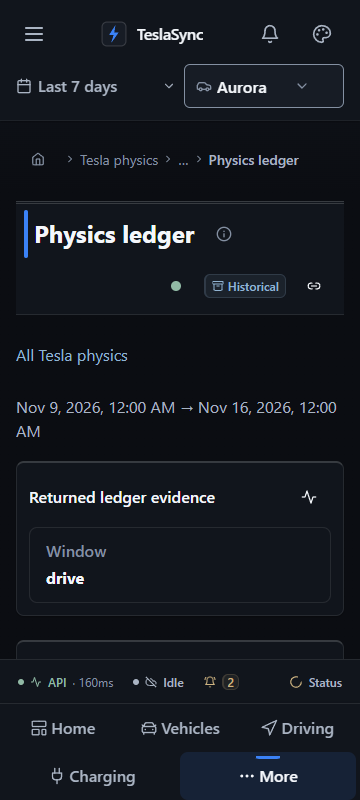 TeslaSync
Last 7 days
Aurora
Tesla physics
...
Physics ledger
Physics ledger
Historical
All Tesla physics
Nov 9, 2026, 12:00 AM → Nov 16, 2026, 12:00
AM
Returned ledger evidence
Window
drive
API · 160ms
Idle
2
Status
Home
Vehicles
Driving
Charging
More